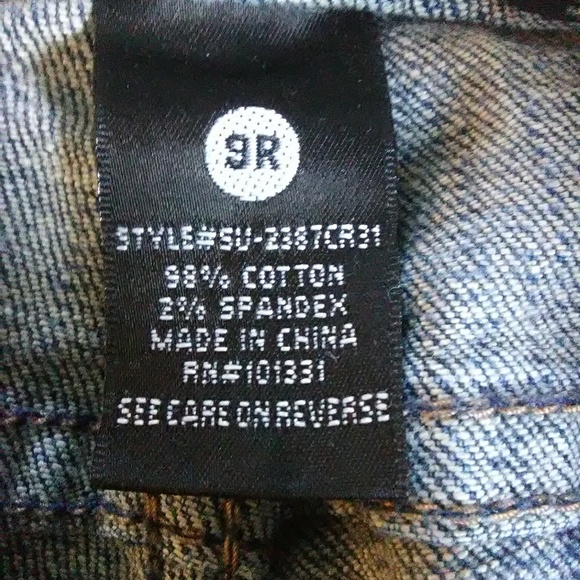 9R
STYLE#SU-2387CR31
98% COTTON
2% SPANDEX
MADE IN CHINA
RN#101331
SEE CARE ON REVERSE